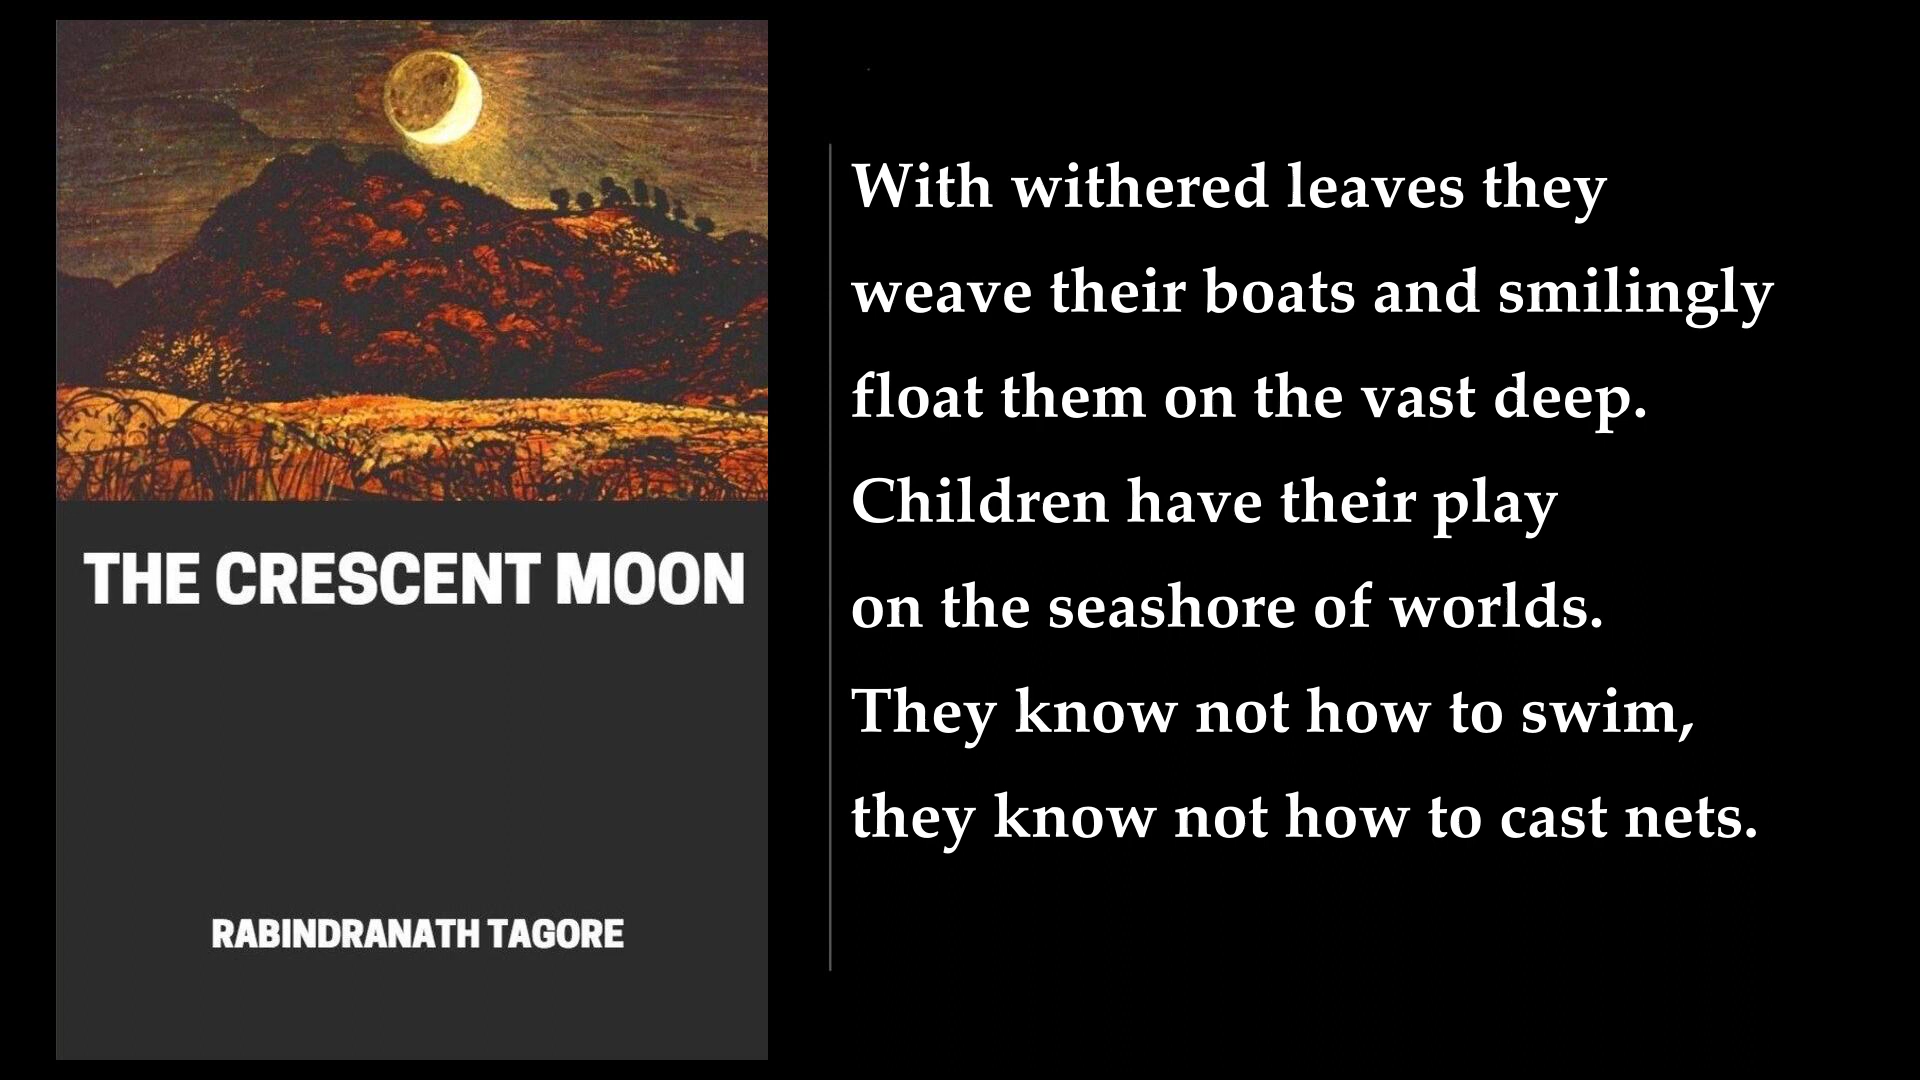 THE CRESCENT MOON
RABINDRANATH TAGORE
With withered leaves they
weave their boats and smilingly
float them on the vast deep.
Children have their play
on the seashore of worlds.
They know not how to swim,
they know not how to cast nets.